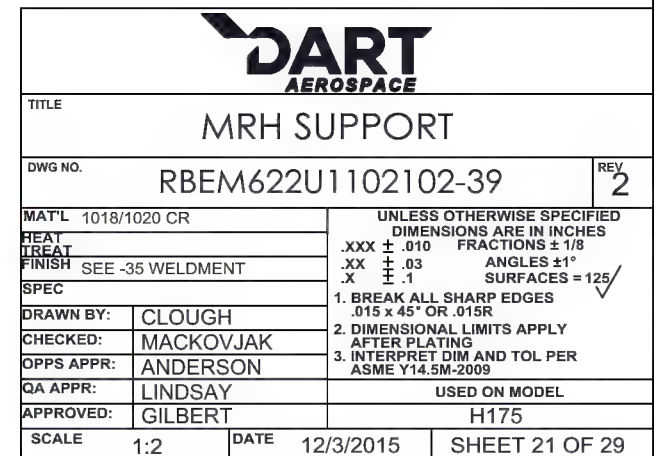 DART
AEROSPACE
TITLE
MRH SUPPORT
DWG NO.
RBEM622U1102102-39
REV
2
MAT'L 1018/1020 CR
HEAT
TREAT
FINISH SEE -35 WELDMENT
SPEC
DRAWN BY: CLOUGH
CHECKED: MACKOVJAK
OPPS APPR: ANDERSON
QA APPR: LINDSAY
APPROVED: GILBERT
UNLESS OTHERWISE SPECIFIED
DIMENSIONS ARE IN INCHES
.XXX ± .010 FRACTIONS ± 1/8
.XX ± .03 ANGLES ±1°
.X ± .1 SURFACES = 125
1. BREAK ALL SHARP EDGES
.015 x 45° OR .015R
2. DIMENSIONAL LIMITS APPLY
AFTER PLATING
3. INTERPRET DIM AND TOL PER
ASME Y14.5M-2009
USED ON MODEL
H175
SCALE 1:2 DATE 12/3/2015 SHEET 21 OF 29